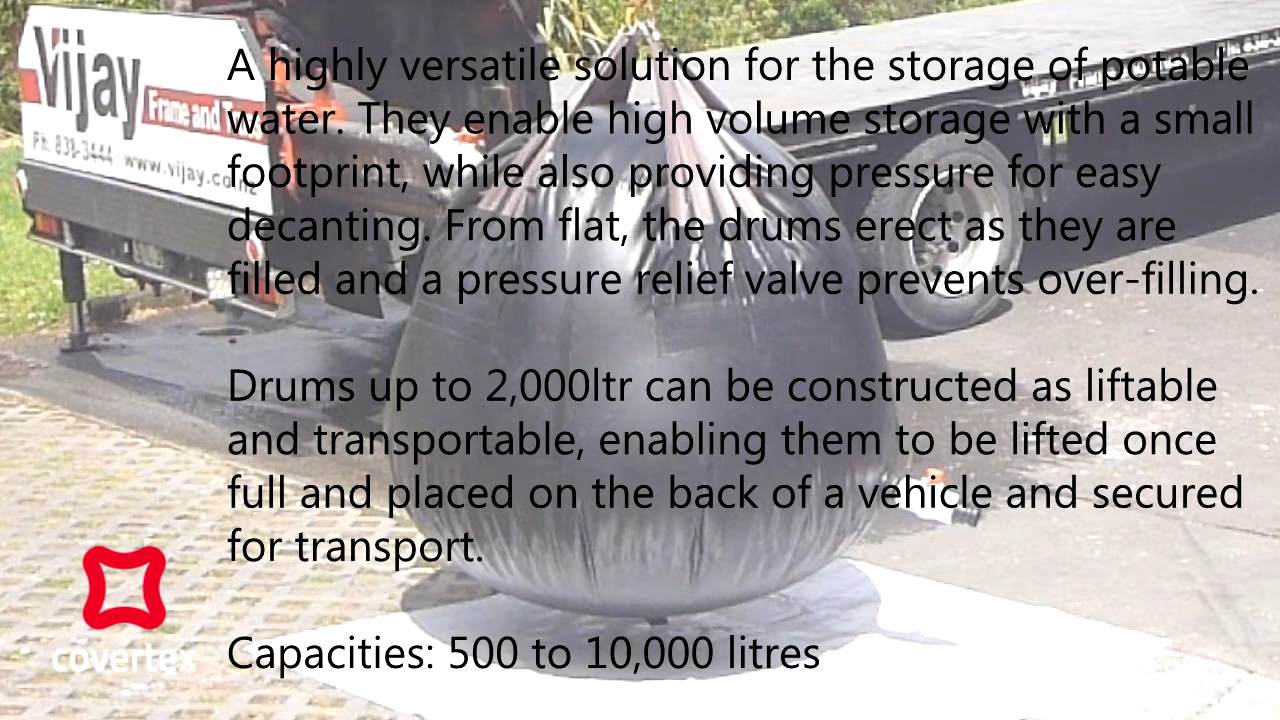 Vijay
Frame and
Ph: 838-3444 www.vijay.co
A highly versatile solution for the storage of potable
water. They enable high volume storage with a small
footprint, while also providing pressure for easy
decanting. From flat, the drums erect as they are
filled and a pressure relief valve prevents over-filling.
Drums up to 2,000ltr can be constructed as liftable
and transportable, enabling them to be lifted once
full and placed on the back of a vehicle and secured
for transport.
Capacities: 500 to 10,000 litres
covertex